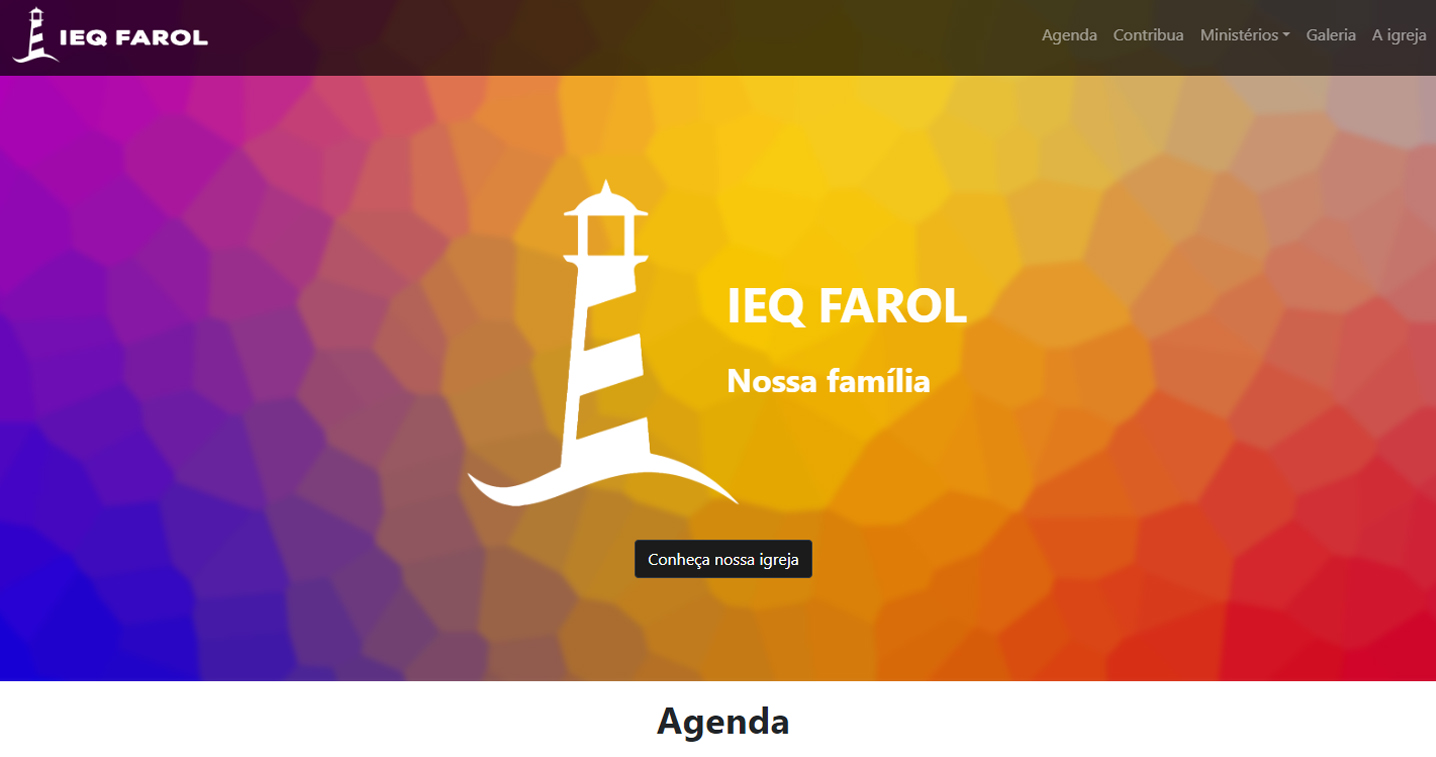 IEQ FAROL
Agenda Contribua Ministérios Galeria A igreja
IEQ FAROL
Nossa família
Conheça nossa igreja
Agenda